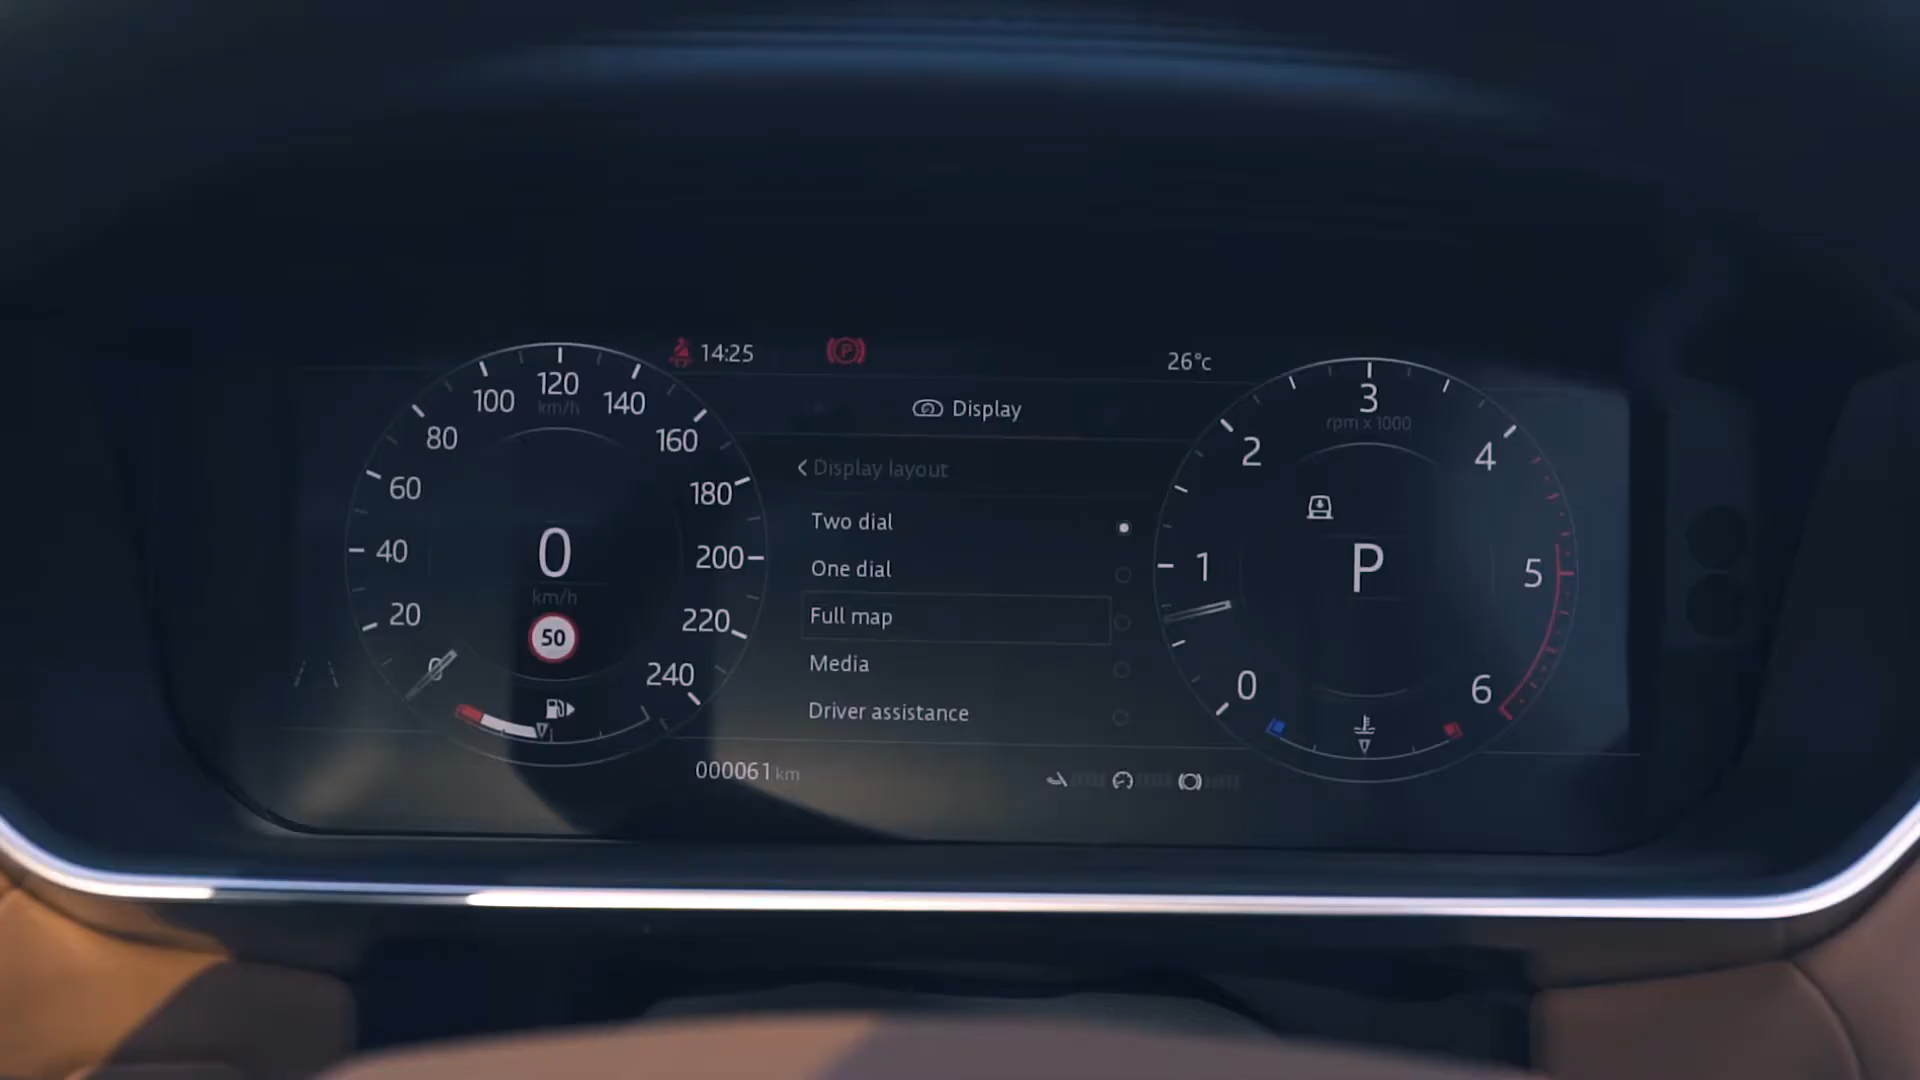 14:25
26°c
Display
Display layout
Two dial
One dial
Full map
Media
Driver assistance
0
20
40
60
80
100
120
140
160
180
200
220
240
km/h
0
km/h
50
000061 km
0
1
2
3
4
5
6
rpm x 1000
P
P